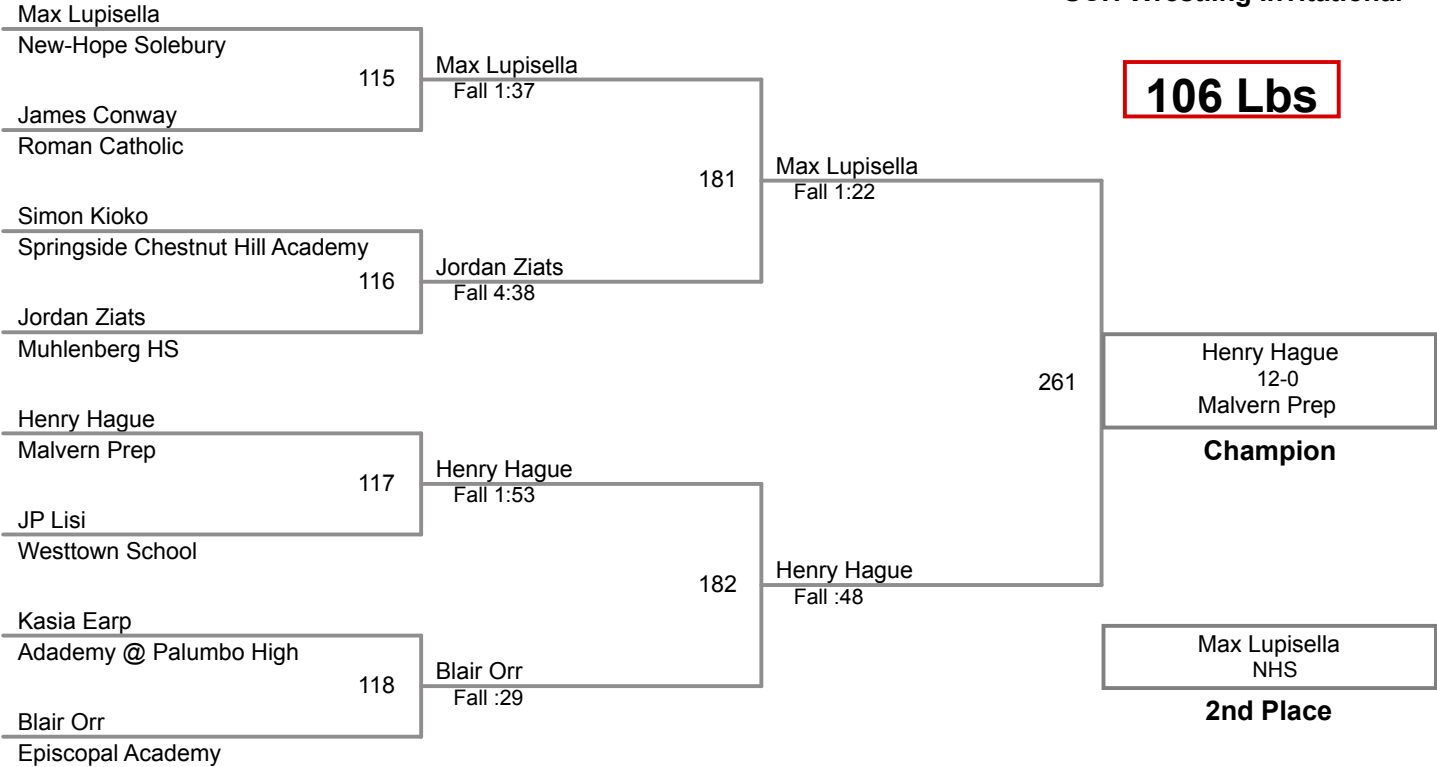 Max Lupisella
New-Hope Solebury
115
Max Lupisella
Fall 1:37
James Conway
Roman Catholic
106 Lbs
181
Max Lupisella
Fall 1:22
Simon Kioko
Springside Chestnut Hill Academy
116
Jordan Ziats
Fall 4:38
Jordan Ziats
Muhlenberg HS
261
Henry Hague
12-0
Malvern Prep
Champion
Henry Hague
Malvern Prep
117
Henry Hague
Fall 1:53
JP Lisi
Westtown School
182
Henry Hague
Fall :48
Kasia Earp
Adademy @ Palumbo High
118
Blair Orr
Fall :29
Blair Orr
Episcopal Academy
Max Lupisella
NHS
2nd Place